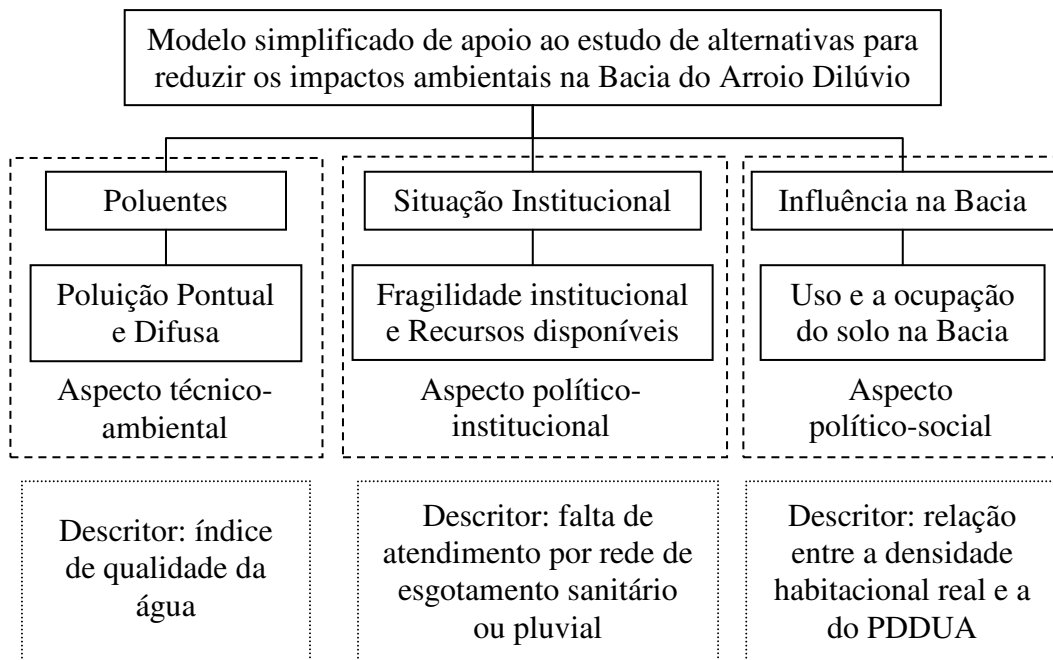 Modelo simplificado de apoio ao estudo de alternativas para
reduzir os impactos ambientais na Bacia do Arroio Dilúvio
Poluentes
Situação Institucional
Influência na Bacia
Poluição Pontual
e Difusa
Fragilidade institucional
e Recursos disponíveis
Uso e a ocupação
do solo na Bacia
Aspecto técnico-
ambiental
Aspecto político-
institucional
Aspecto
político-social
Descritor: índice
de qualidade da
água
Descritor: falta de
atendimento por rede de
esgotamento sanitário
ou pluvial
Descritor: relação
entre a densidade
habitacional real e a
do PDDUA